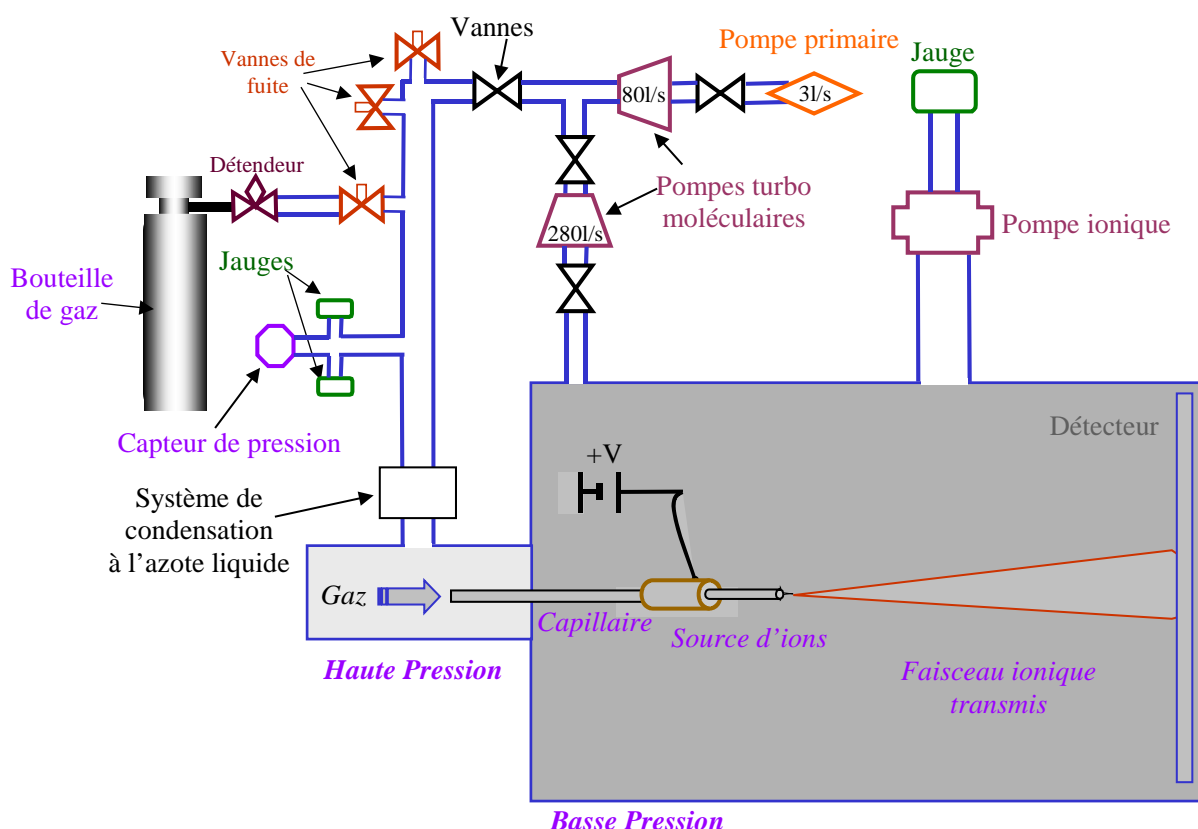 Vannes
Pompe primaire
Jauge
Vannes de
fuite
80l/s
3l/s
Détendeur
Pompes turbo
moléculaires
280l/s
Pompe ionique
Jauges
Bouteille
de gaz
Capteur de pression
Détecteur
+V
Système de
condensation
à l’azote liquide
Gaz
Capillaire
Source d’ions
Haute Pression
Faisceau ionique
transmis
Basse Pression